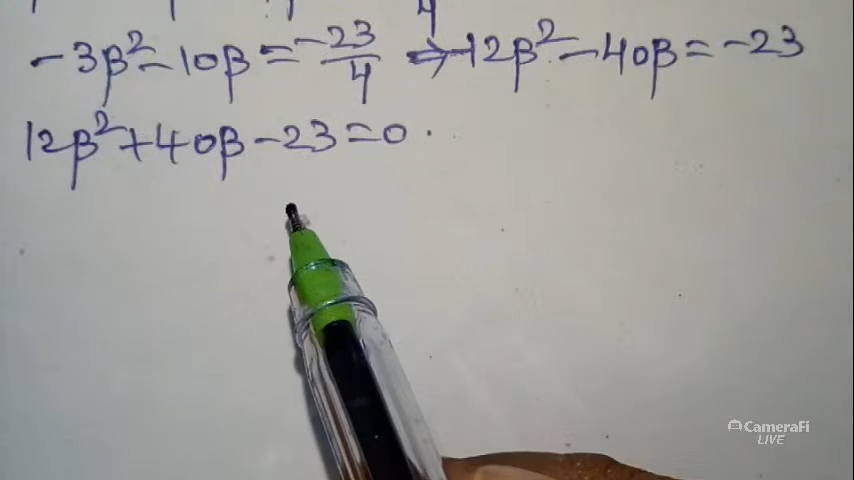 -3β²-10β = -23/4 ⇒ -12β²-40β = -23
12β²+40β-23=0.
CameraFi
LIVE